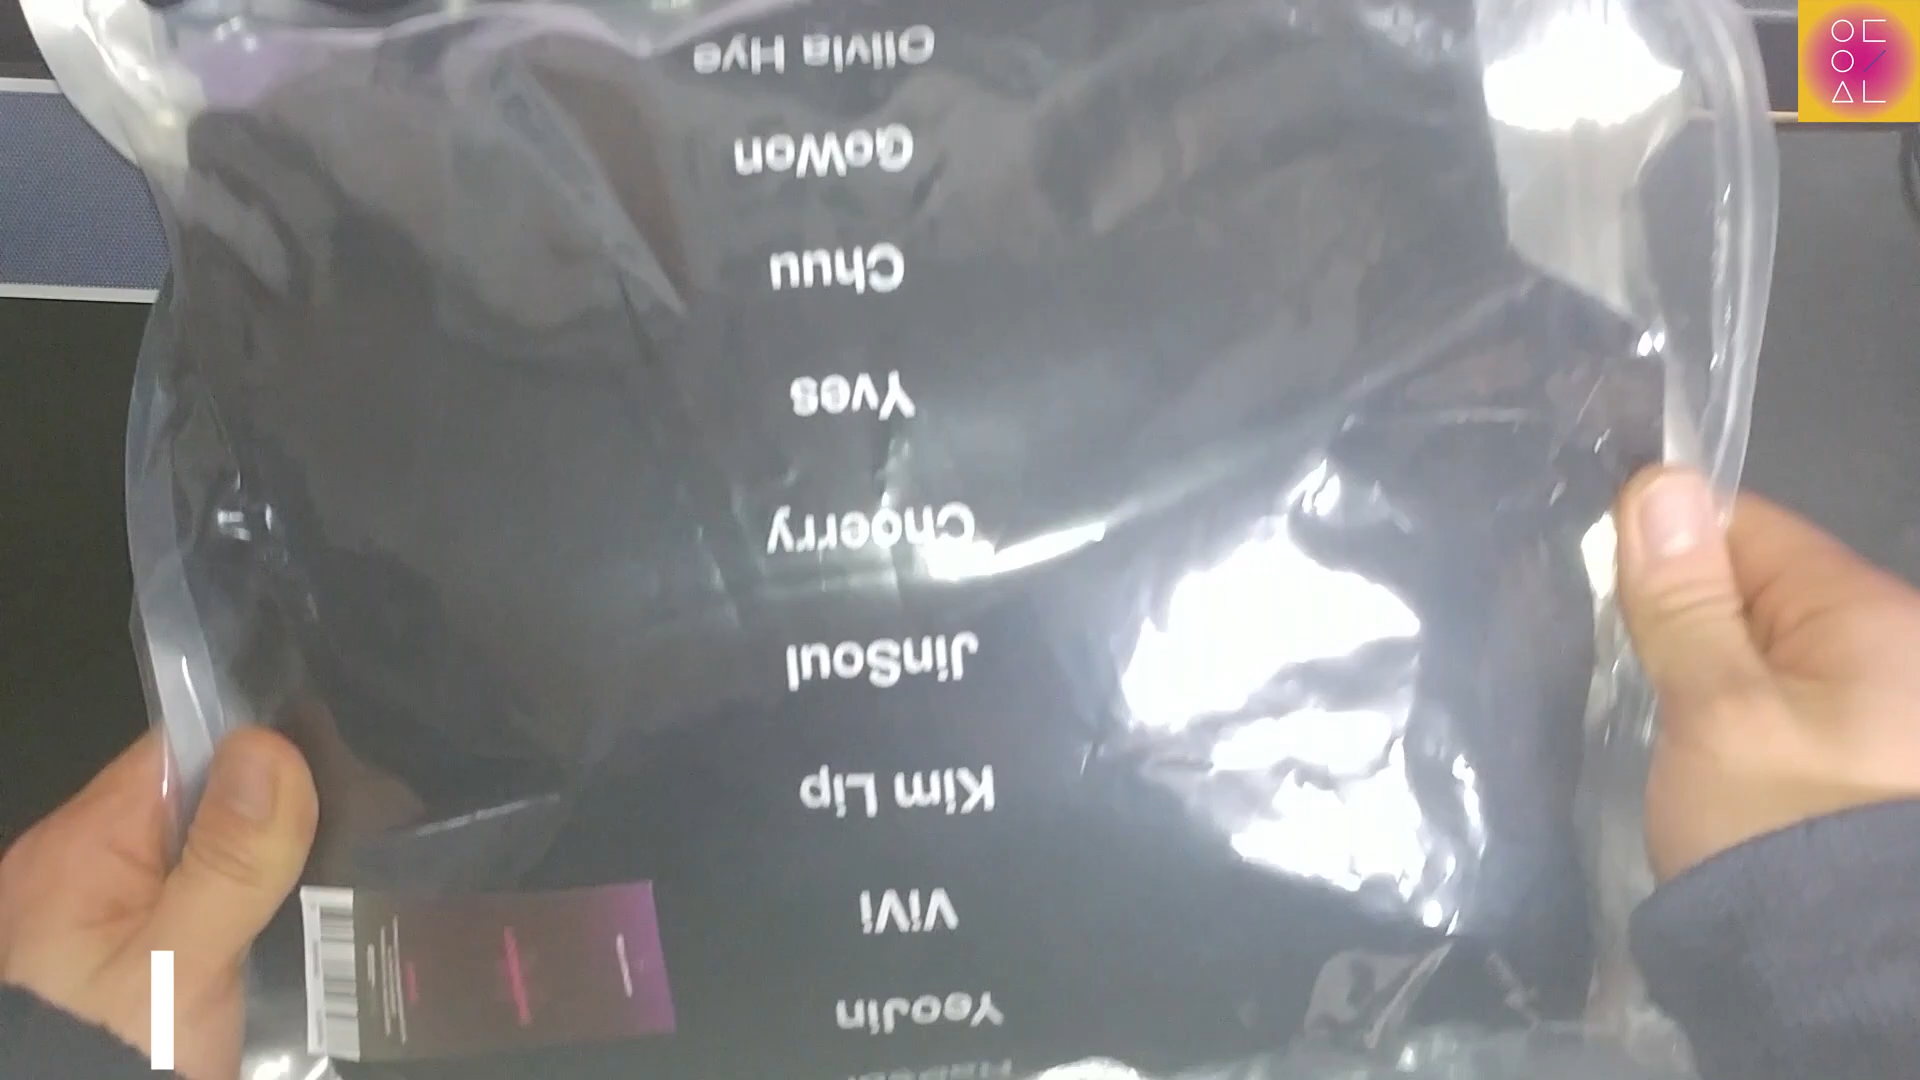 YeoJin
ViVi
Kim Lip
JinSoul
Choerry
Yves
Chuu
GoWon
Olivia Hye